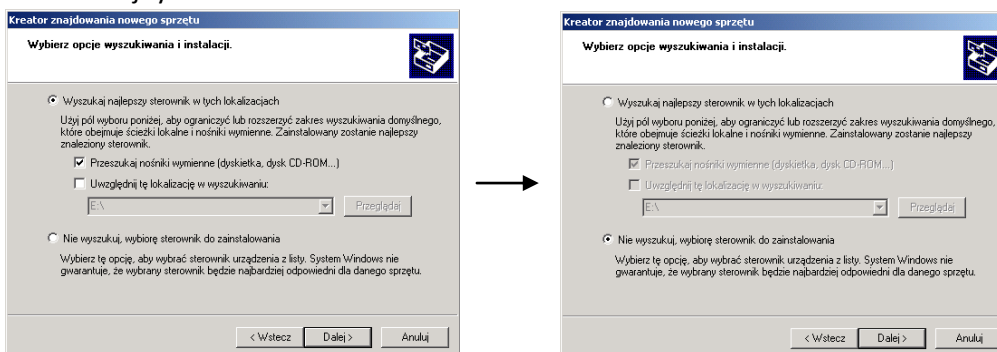 Kreator znajdowania nowego sprzętu
Wybierz opcje wyszukiwania i instalacji.
Wyszukaj najlepszy sterownik w tych lokalizacjach
Użyj pól wyboru poniżej, aby ograniczyć lub rozszerzyć zakres wyszukiwania domyślnego,
które obejmuje ścieżki lokalne i nośniki wymienne. Zainstalowany zostanie najlepszy
znaleziony sterownik.
Przeszukaj nośniki wymienne (dyskietka, dysk CD-ROM...)
Uwzględnij tę lokalizację w wyszukiwaniu:
E:\
Przeglądaj
Nie wyszukuj, wybiorę sterownik do zainstalowania
Wybierz tę opcję, aby wybrać sterownik urządzenia z listy. System Windows nie
gwarantuje, że wybrany sterownik będzie najbardziej odpowiedni dla danego sprzętu.
< Wstecz
Dalej >
Anuluj
Kreator znajdowania nowego sprzętu
Wybierz opcje wyszukiwania i instalacji.
Wyszukaj najlepszy sterownik w tych lokalizacjach
Użyj pól wyboru poniżej, aby ograniczyć lub rozszerzyć zakres wyszukiwania domyślnego,
które obejmuje ścieżki lokalne i nośniki wymienne. Zainstalowany zostanie najlepszy
znaleziony sterownik.
Przeszukaj nośniki wymienne (dyskietka, dysk CD-ROM...)
Uwzględnij tę lokalizację w wyszukiwaniu:
E:\
Przeglądaj
Nie wyszukuj, wybiorę sterownik do zainstalowania
Wybierz tę opcję, aby wybrać sterownik urządzenia z listy. System Windows nie
gwarantuje, że wybrany sterownik będzie najbardziej odpowiedni dla danego sprzętu.
< Wstecz
Dalej >
Anuluj